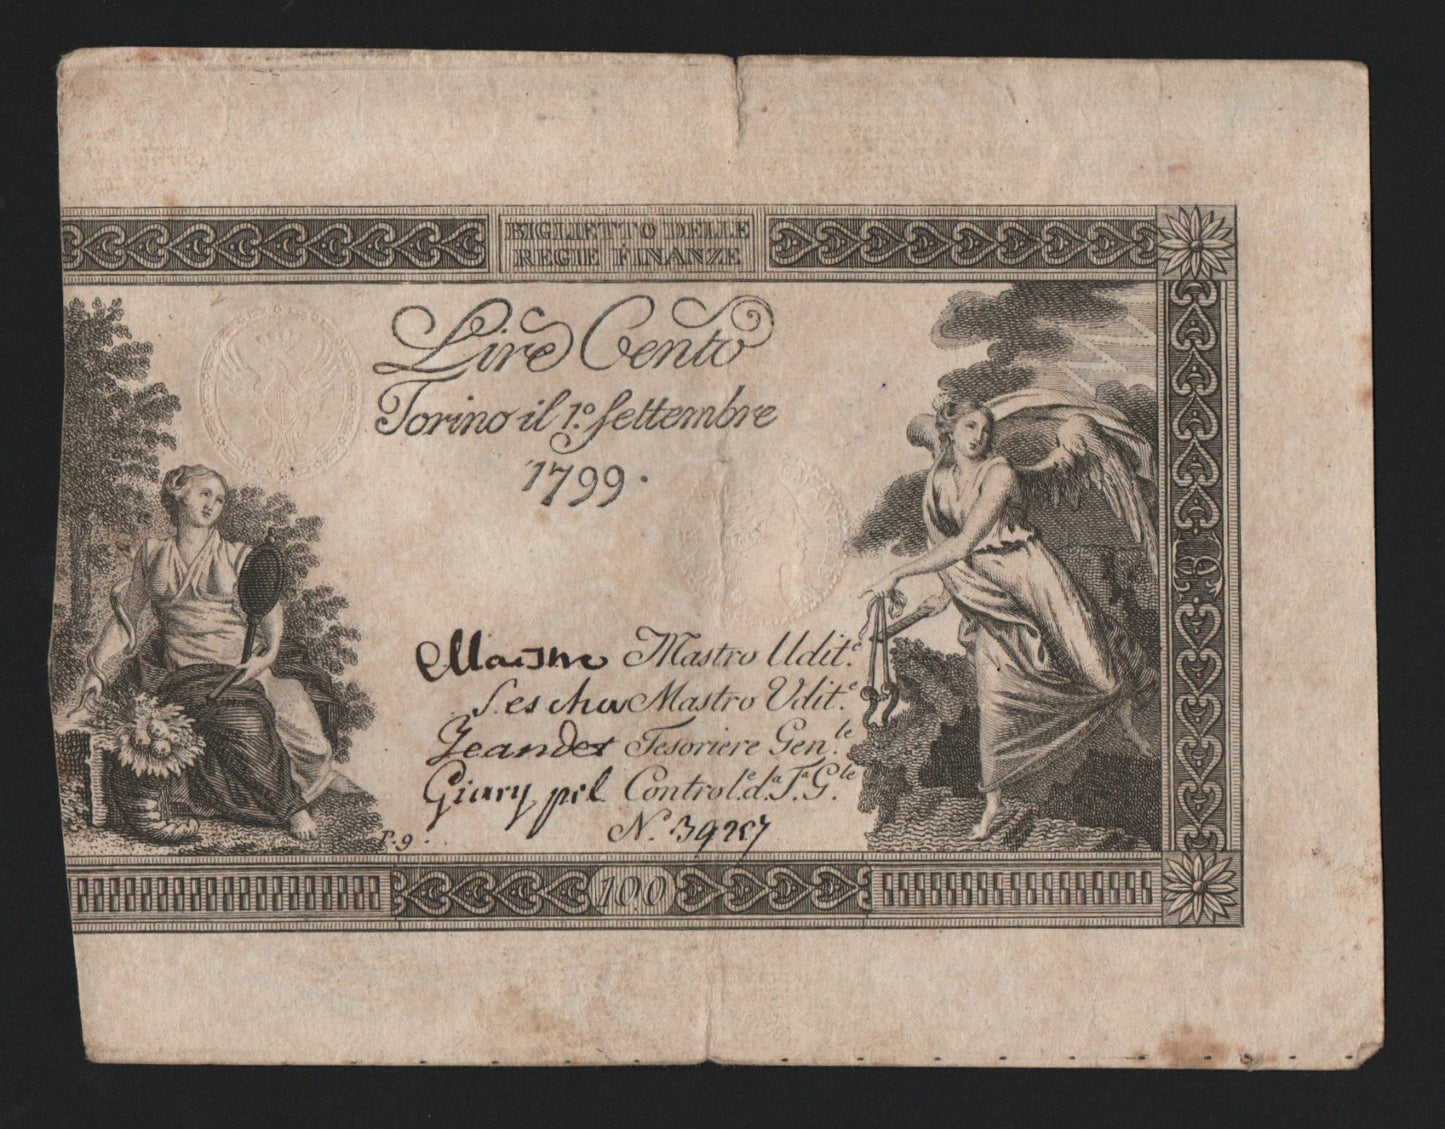 BIGLIETTO DELLE
REGIE FINANZE
Lire Cento
Torino il 1.º Settembre
1799.
Mastro Udit.e
Mastro Udit.e
Jeandet Tesoriere Gen.le
Giary pel Control.e d.a T.a G.le
P. 9.
N.º
100